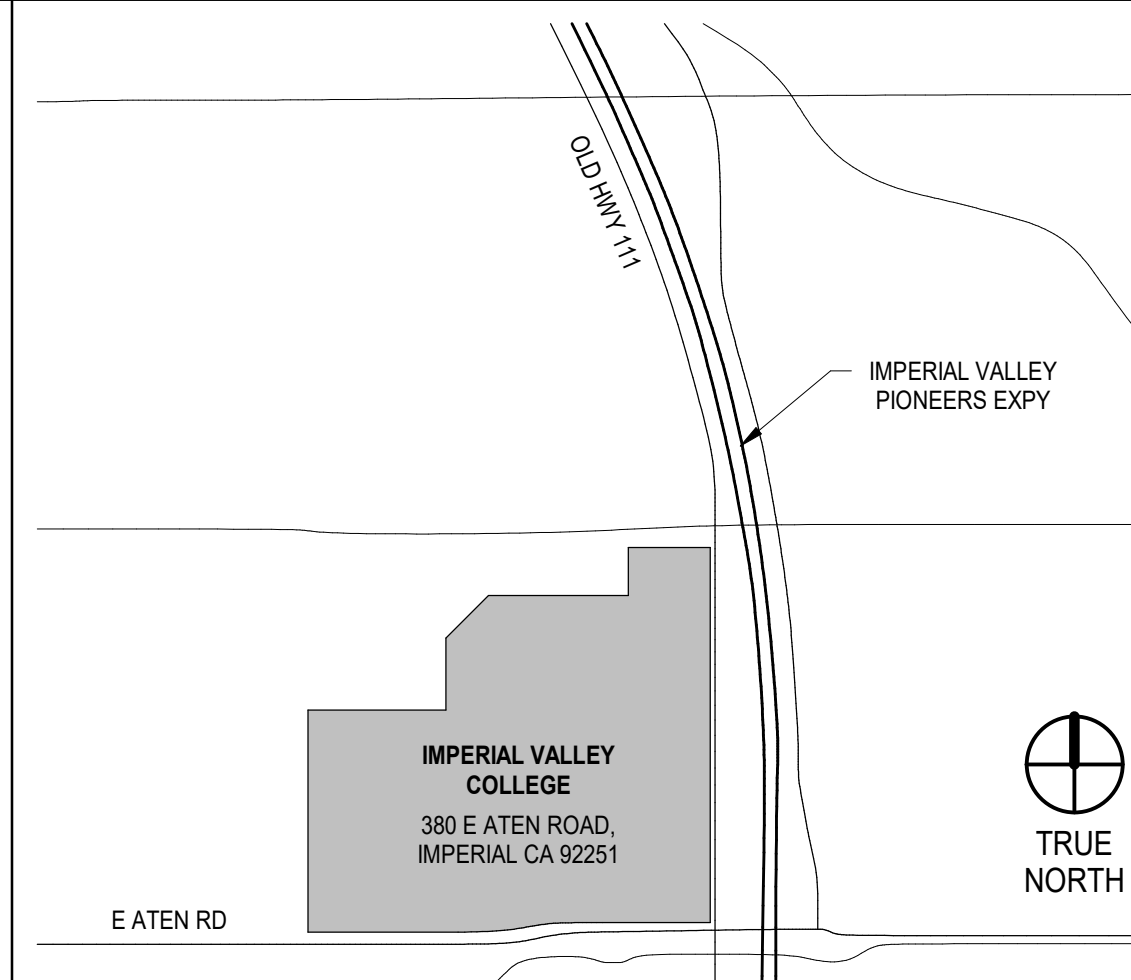 OLD HWY 111
IMPERIAL VALLEY
PIONEERS EXPY
IMPERIAL VALLEY
COLLEGE
380 E ATEN ROAD,
IMPERIAL CA 92251
TRUE
NORTH
E ATEN RD